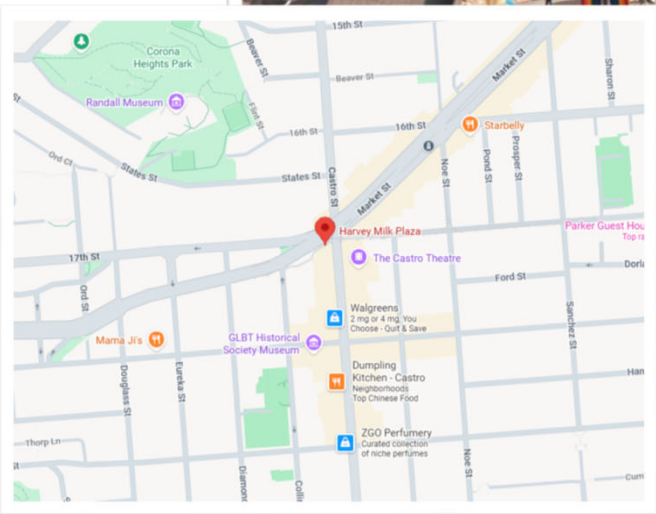 15th St
Corona
Heights Park
Beaver St
Beaver St
Market St
Sharon St
Randall Museum
Flint St
16th St
16th St
Starbelly
Prosper St
Pond St
Noe St
Ord Ct
States St
States St
Castro St
Market St
Harvey Milk Plaza
Parker Guest Hou
Top ra
17th St
The Castro Theatre
Dorla
Ford St
Ord St
Sanchez St
Walgreens
2 mg or 4 mg, You
Choose - Quit & Save
Mama Ji's
GLBT Historical
Society Museum
Dumpling
Kitchen - Castro
Neighborhoods
Top Chinese Food
Han
Douglass St
Eureka St
ZGO Perfumery
Curated collection
of niche perfumes
Thorp Ln
Noe St
Diamon
Collin
Cum